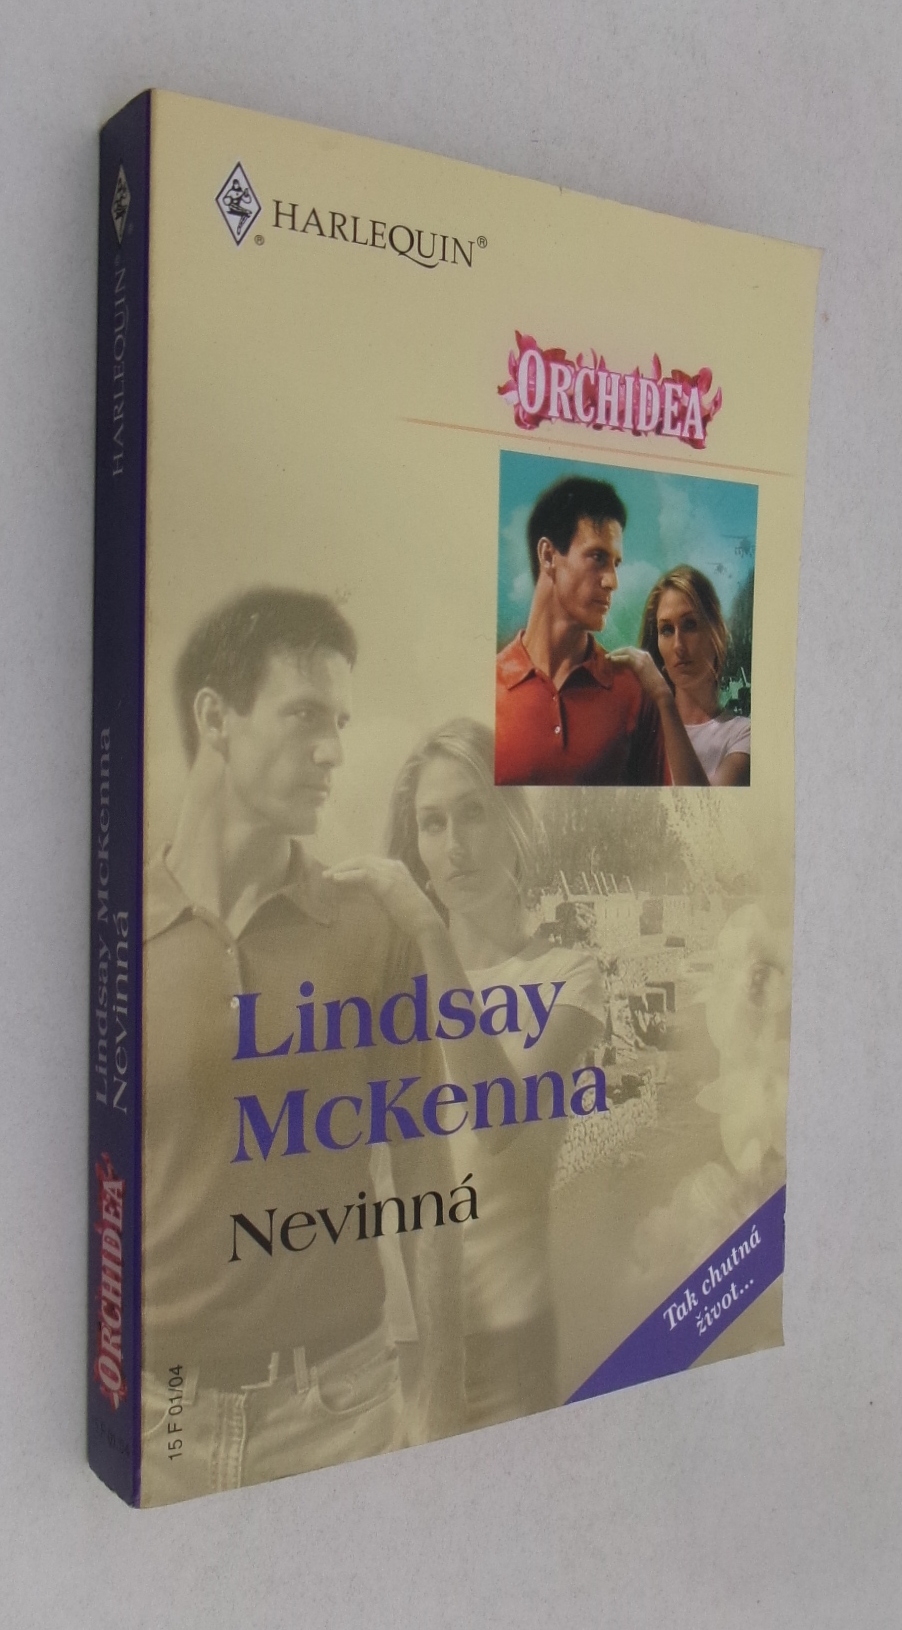 HARLEQUIN®
ORCHIDEA
Lindsay
McKenna
Nevinná
Tak chutná
život...
15 F 01/04
HARLEQUIN®
Lindsay McKenna
Nevinná
ORCHIDEA